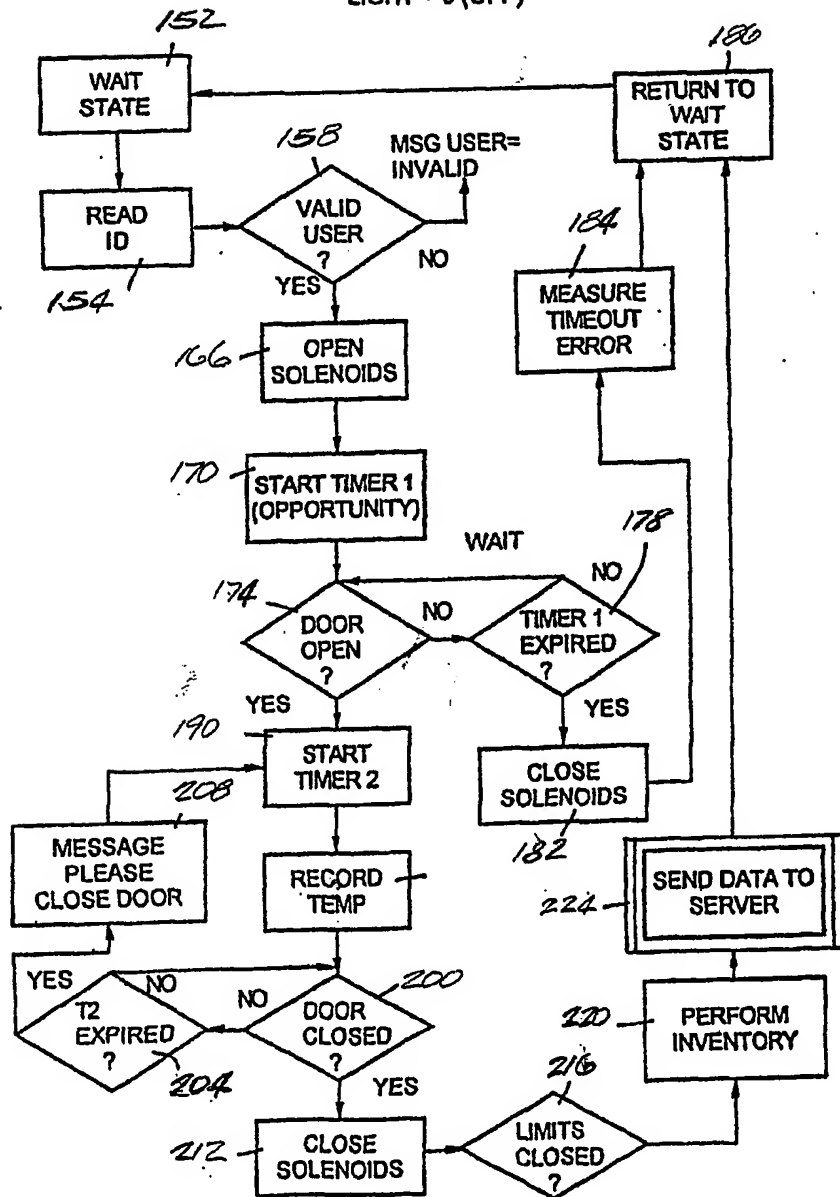 152
186
WAIT
STATE
RETURN TO
WAIT
STATE
158
MSG USER=
INVALID
READ
ID
154
VALID
USER
?
NO
YES
184
MEASURE
TIMEOUT
ERROR
166
OPEN
SOLENOIDS
170
START TIMER 1
(OPPORTUNITY)
WAIT
178
174
DOOR
OPEN
?
NO
NO
TIMER 1
EXPIRED
?
YES
YES
190
START
TIMER 2
CLOSE
SOLENOIDS
182
208
MESSAGE
PLEASE
CLOSE DOOR
RECORD
TEMP
224
SEND DATA TO
SERVER
YES
NO
NO
200
T2
EXPIRED
?
204
DOOR
CLOSED
?
YES
220
PERFORM
INVENTORY
216
212
CLOSE
SOLENOIDS
LIMITS
CLOSED
?